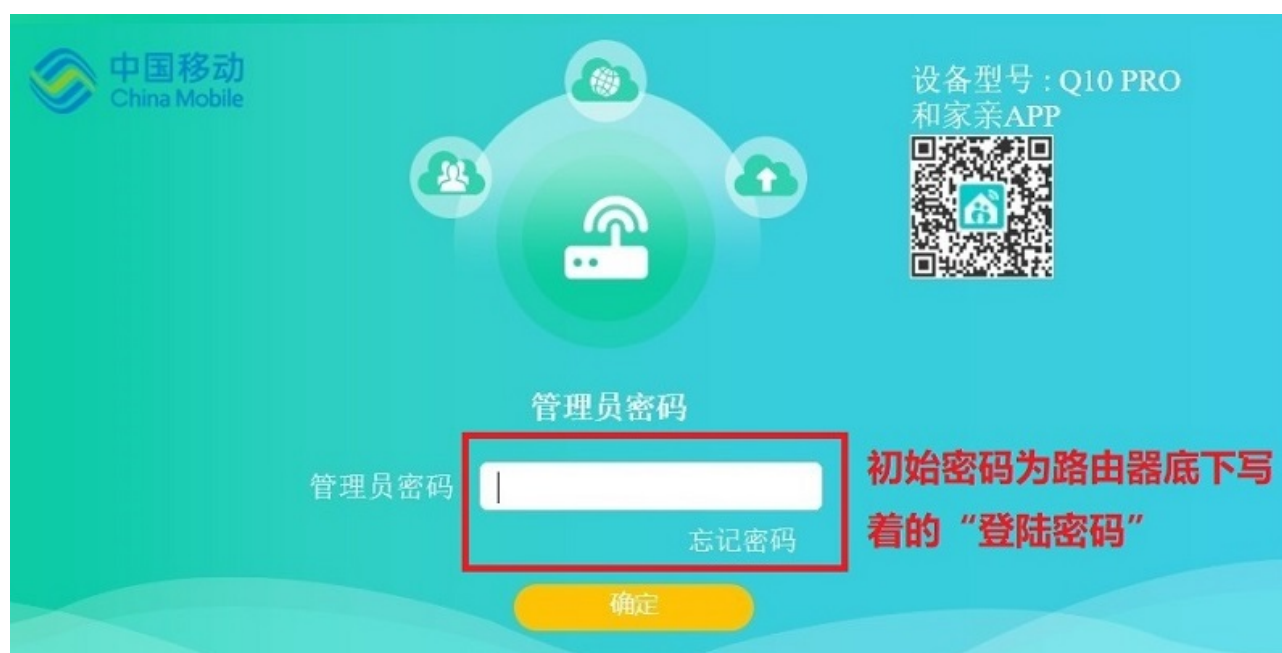 中国移动
China Mobile
设备型号 : Q10 PRO
和家亲APP
管理员密码
管理员密码
忘记密码
确定
初始密码为路由器底下写
着的“登陆密码”